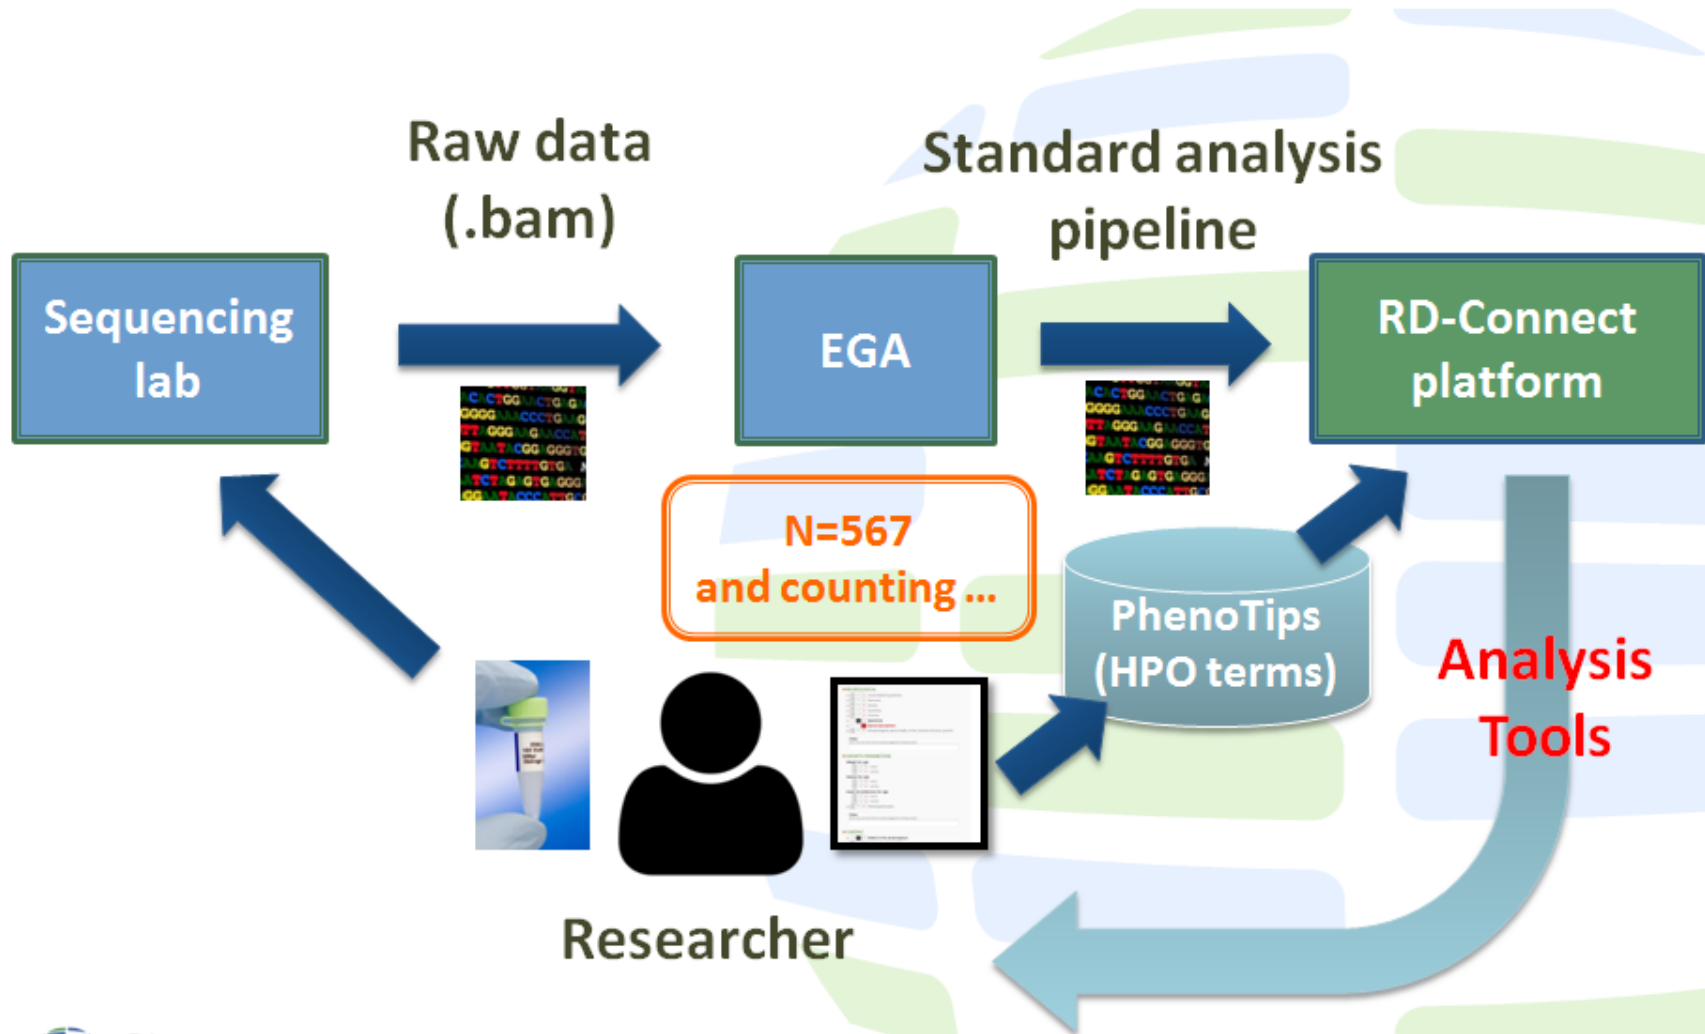 Raw data
(.bam)
Standard analysis
pipeline
Sequencing
lab
EGA
RD-Connect
platform
N=567
and counting ...
PhenoTips
(HPO terms)
Analysis
Tools
Researcher